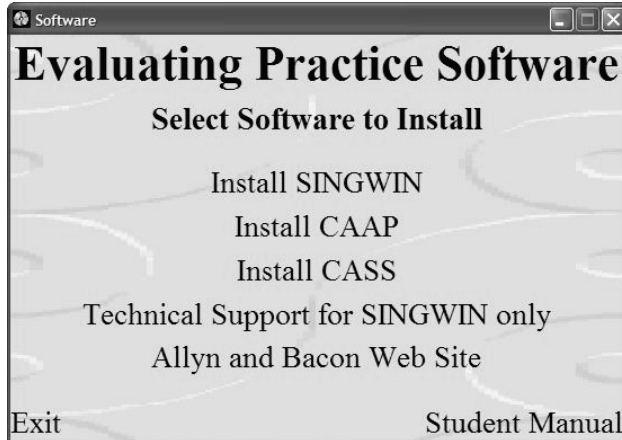 Software
Evaluating Practice Software
Select Software to Install
Install SINGWIN
Install CAAP
Install CASS
Technical Support for SINGWIN only
Allyn and Bacon Web Site
Exit Student Manual